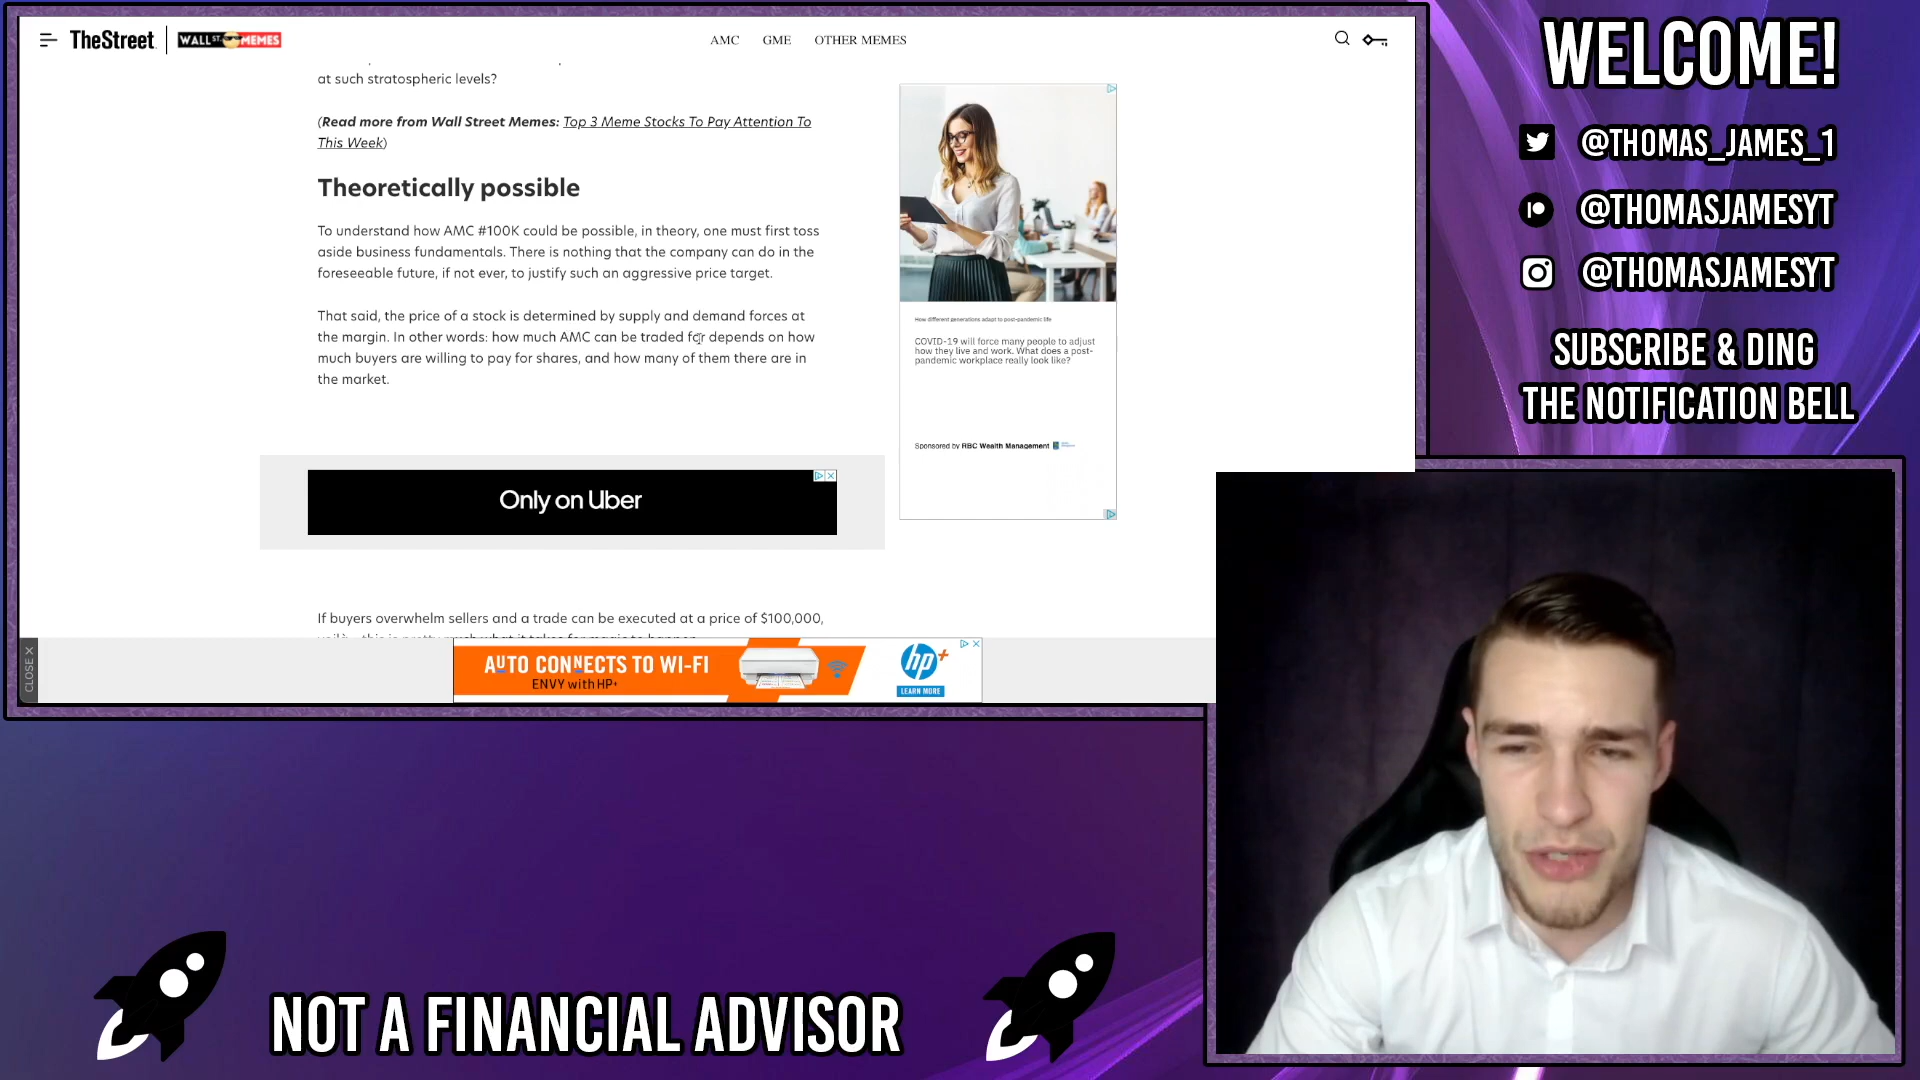 TheStreet
WALL ST. MEMES
AMC GME OTHER MEMES
at such stratospheric levels?
(Read more from Wall Street Memes: Top 3 Meme Stocks To Pay Attention To
This Week)
Theoretically possible
To understand how AMC #100K could be possible, in theory, one must first toss
aside business fundamentals. There is nothing that the company can do in the
foreseeable future, if not ever, to justify such an aggressive price target.
That said, the price of a stock is determined by supply and demand forces at
the margin. In other words: how much AMC can be traded for depends on how
much buyers are willing to pay for shares, and how many of them there are in
the market.
Only on Uber
If buyers overwhelm sellers and a trade can be executed at a price of $100,000,
CLOSE X
AUTO CONNECTS TO WI-FI
ENVY with HP+
hp+
LEARN MORE
How different generations adapt to post-pandemic life
COVID-19 will force many people to adjust
how they live and work. What does a post-
pandemic workplace really look like?
Sponsored by RBC Wealth Management
WELCOME!
@THOMAS_JAMES_1
@THOMASJAMESYT
@THOMASJAMESYT
SUBSCRIBE & DING
THE NOTIFICATION BELL
NOT A FINANCIAL ADVISOR